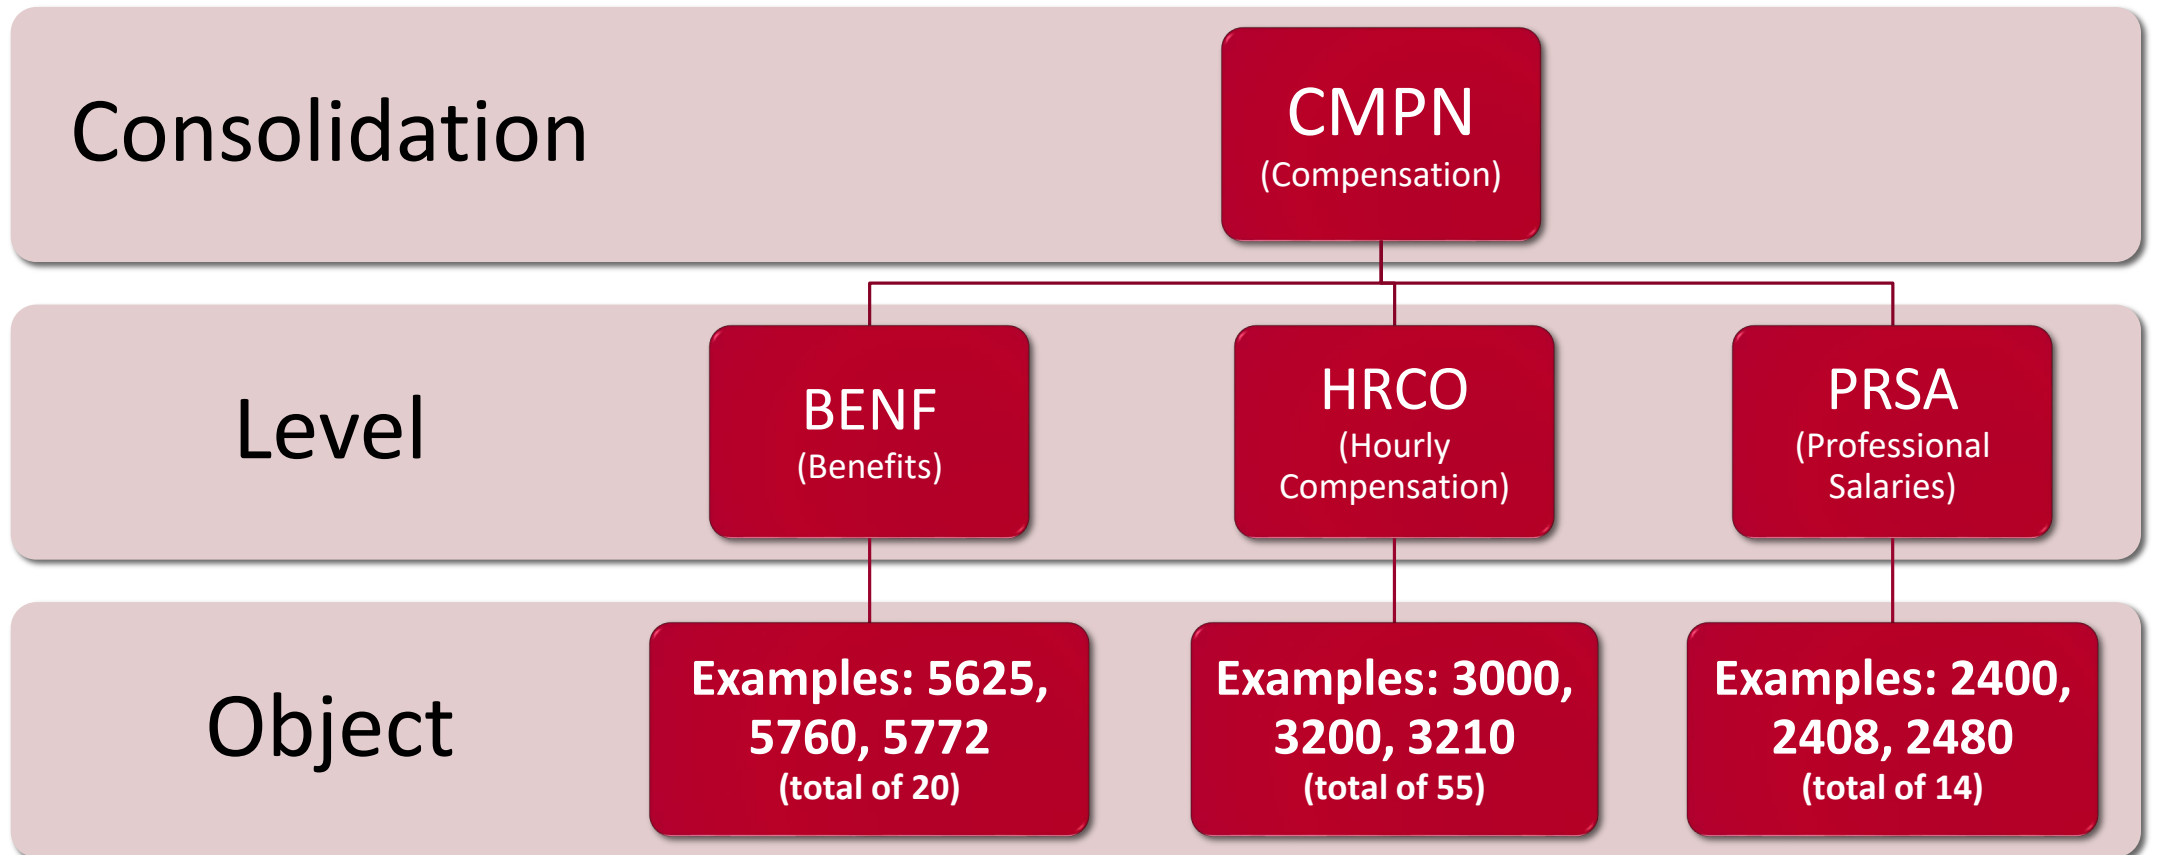 Consolidation
CMPN
(Compensation)
Level
BENF
(Benefits)
HRCO
(Hourly
Compensation)
PRSA
(Professional
Salaries)
Object
Examples: 5625,
5760, 5772
(total of 20)
Examples: 3000,
3200, 3210
(total of 55)
Examples: 2400,
2408, 2480
(total of 14)